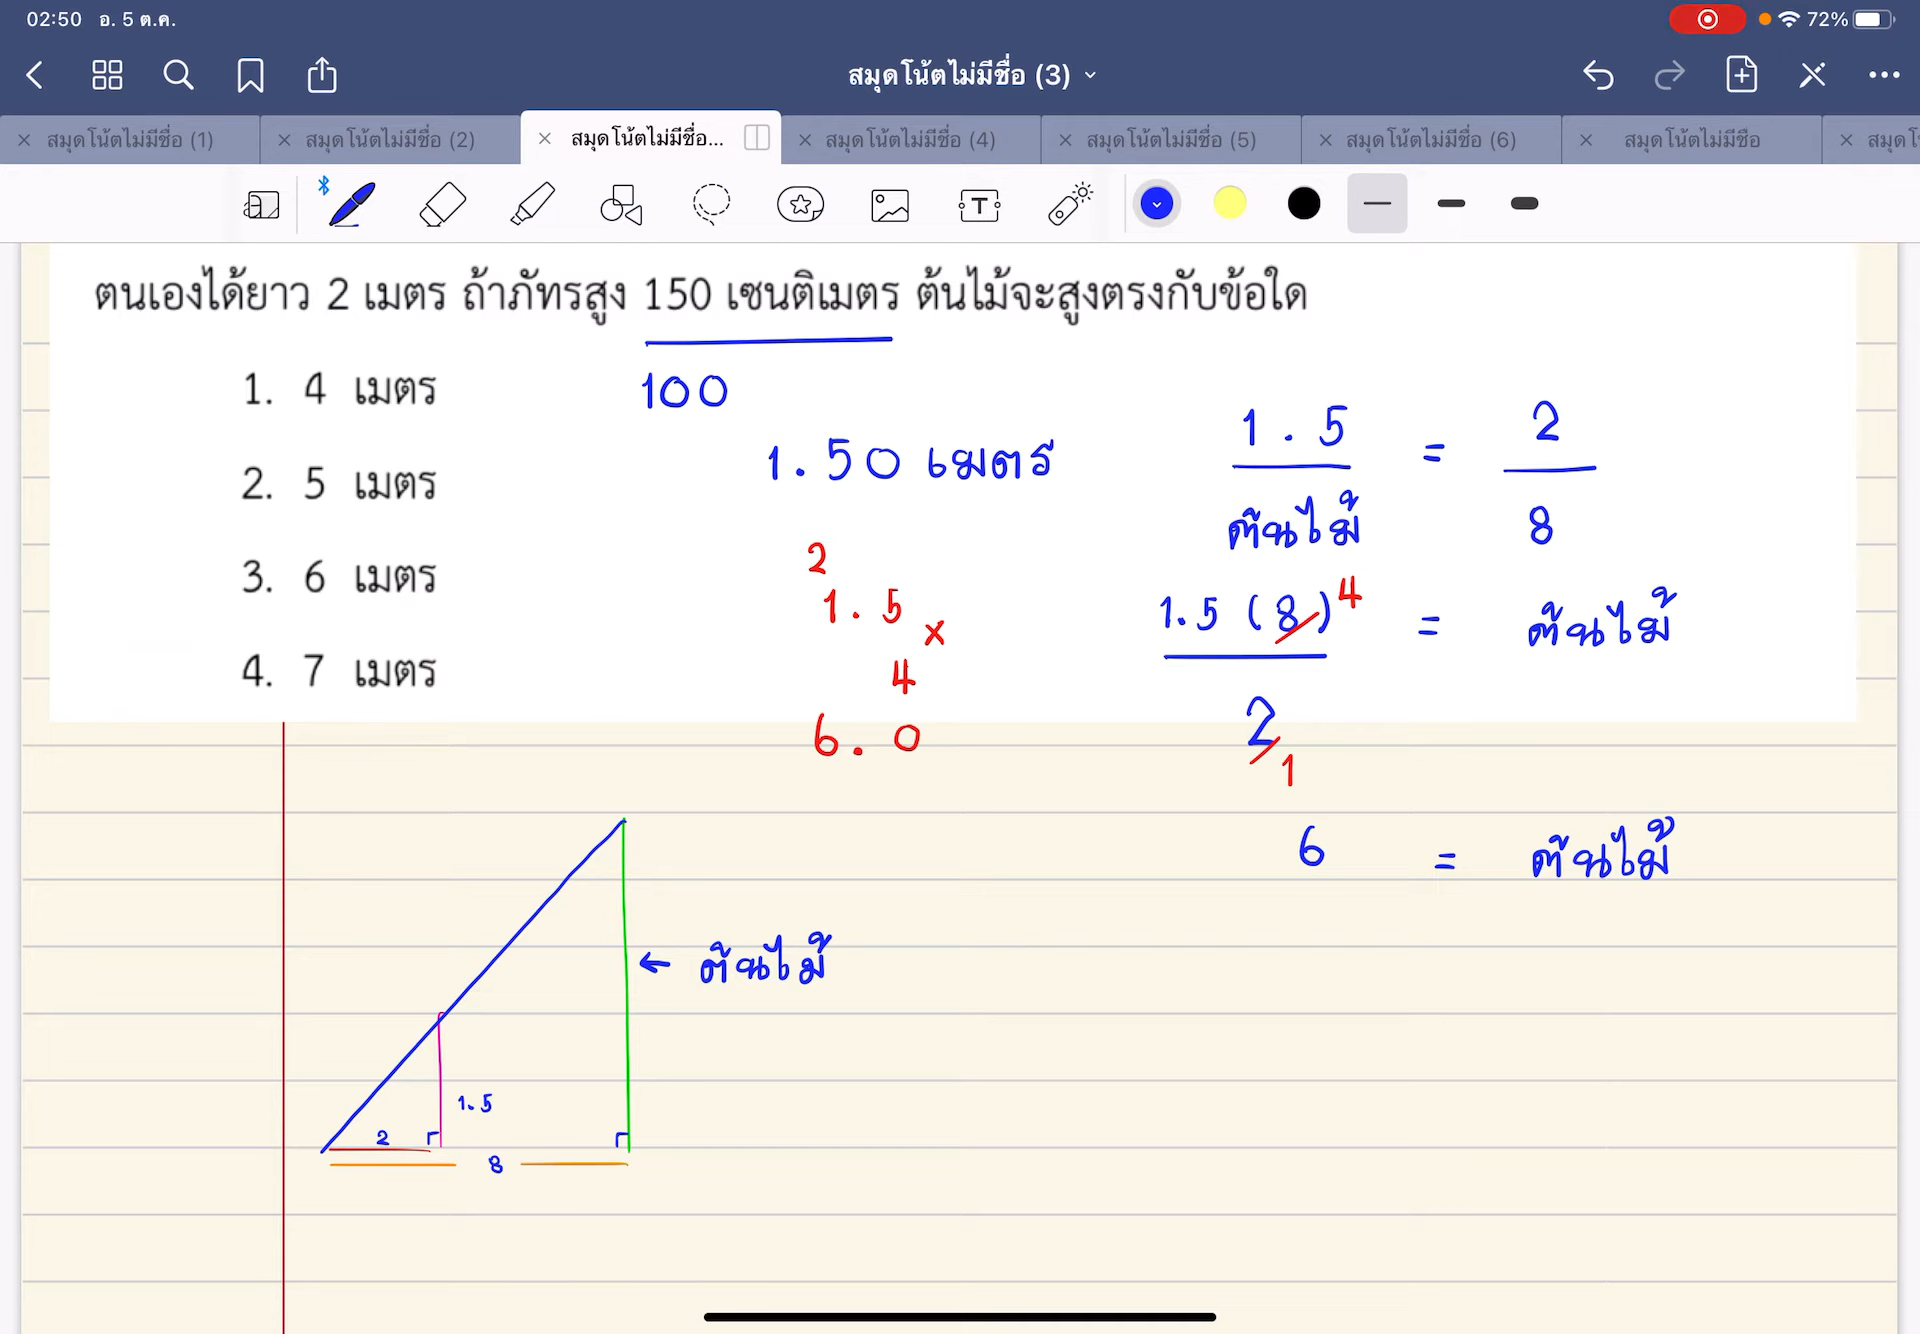 02:50 อ. 5 ต.ค.
72%
สมุดโน้ตไม่มีชื่อ (3)
สมุดโน้ตไม่มีชื่อ (1)
สมุดโน้ตไม่มีชื่อ (2)
สมุดโน้ตไม่มีชื่อ...
สมุดโน้ตไม่มีชื่อ (4)
สมุดโน้ตไม่มีชื่อ (5)
สมุดโน้ตไม่มีชื่อ (6)
สมุดโน้ตไม่มีชื่อ
ตนเองได้ยาว 2 เมตร ถ้าภัทรสูง 150 เซนติเมตร ต้นไม้จะสูงตรงกับข้อใด
1. 4 เมตร
2. 5 เมตร
3. 6 เมตร
4. 7 เมตร
100
1.50 เมตร
2
1.5 x
4
6.0
1.5 = 2
ต้นไม้ 8
1.5 (8) 4 = ต้นไม้
2 1
6 = ต้นไม้
← ต้นไม้
1.5
2
8